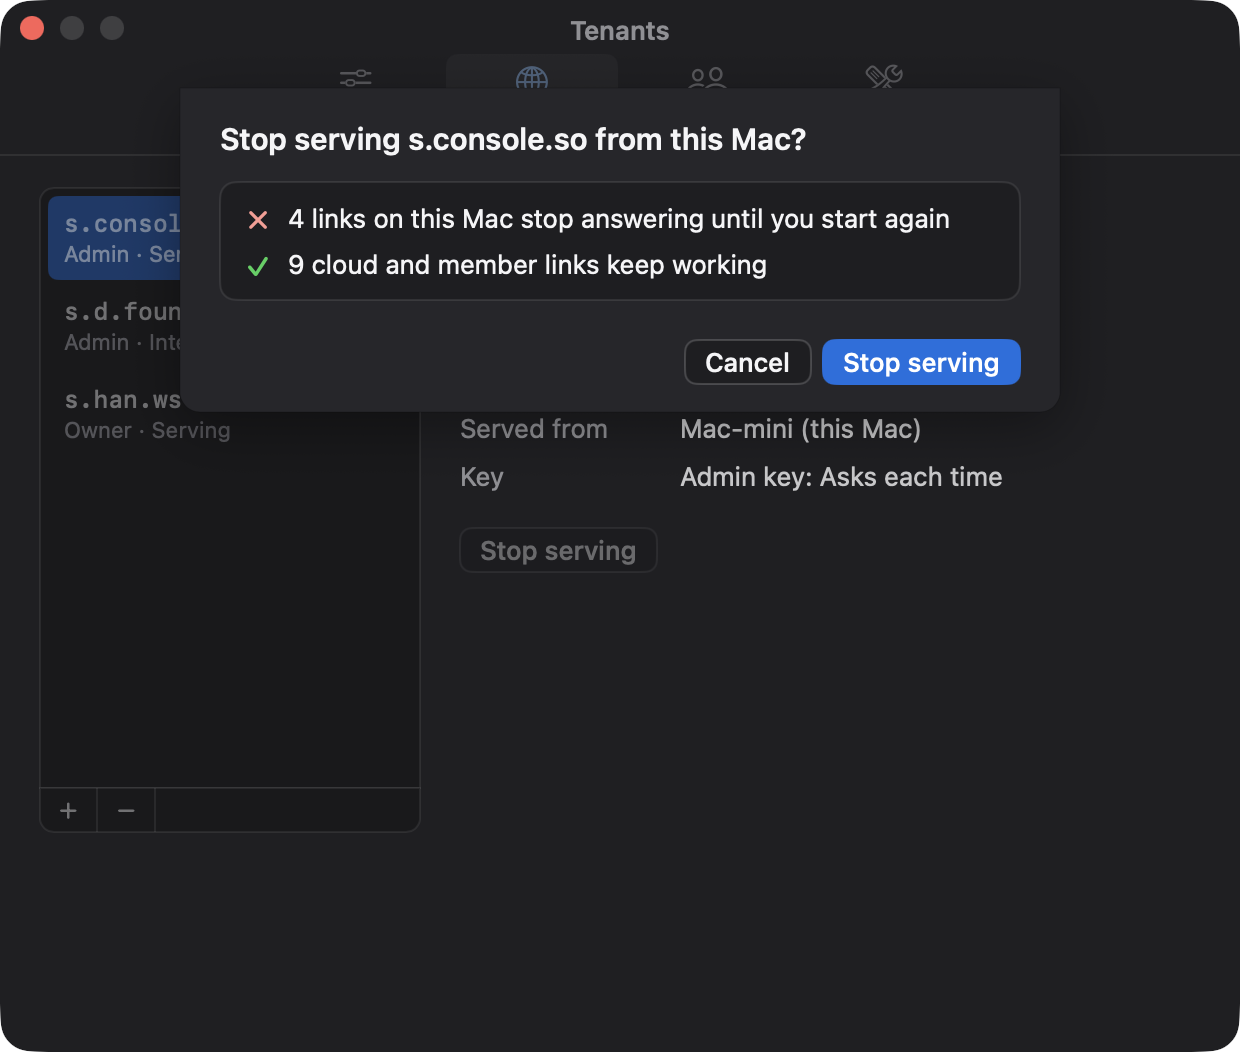 Tenants
Stop serving s.console.so from this Mac?
4 links on this Mac stop answering until you start again
9 cloud and member links keep working
Cancel
Stop serving
s.consol
Admin · Ser
s.d.foun
Admin · Inte
s.han.ws
Owner · Serving
Served from Mac-mini (this Mac)
Key Admin key: Asks each time
Stop serving